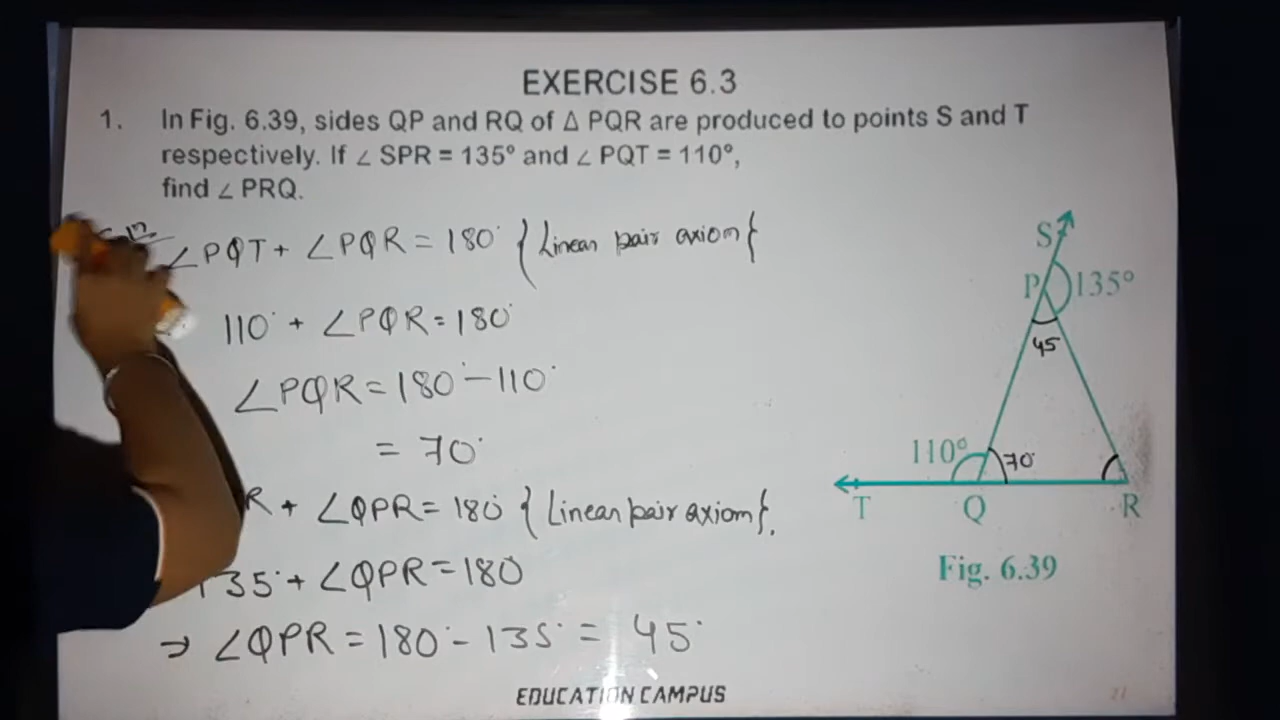 EXERCISE 6.3
1. In Fig. 6.39, sides QP and RQ of Δ PQR are produced to points S and T
respectively. If ∠ SPR = 135° and ∠ PQT = 110°,
find ∠ PRQ.
∠PQT + ∠PQR = 180° { Linear pair axiom }
110° + ∠PQR = 180°
∠PQR = 180° - 110°
= 70°
R + ∠QPR = 180° { Linear pair axiom }.
135° + ∠QPR = 180
→ ∠QPR = 180° - 135° = 45°
S
P 135°
45
110° 70°
T Q R
Fig. 6.39
EDUCATION CAMPUS